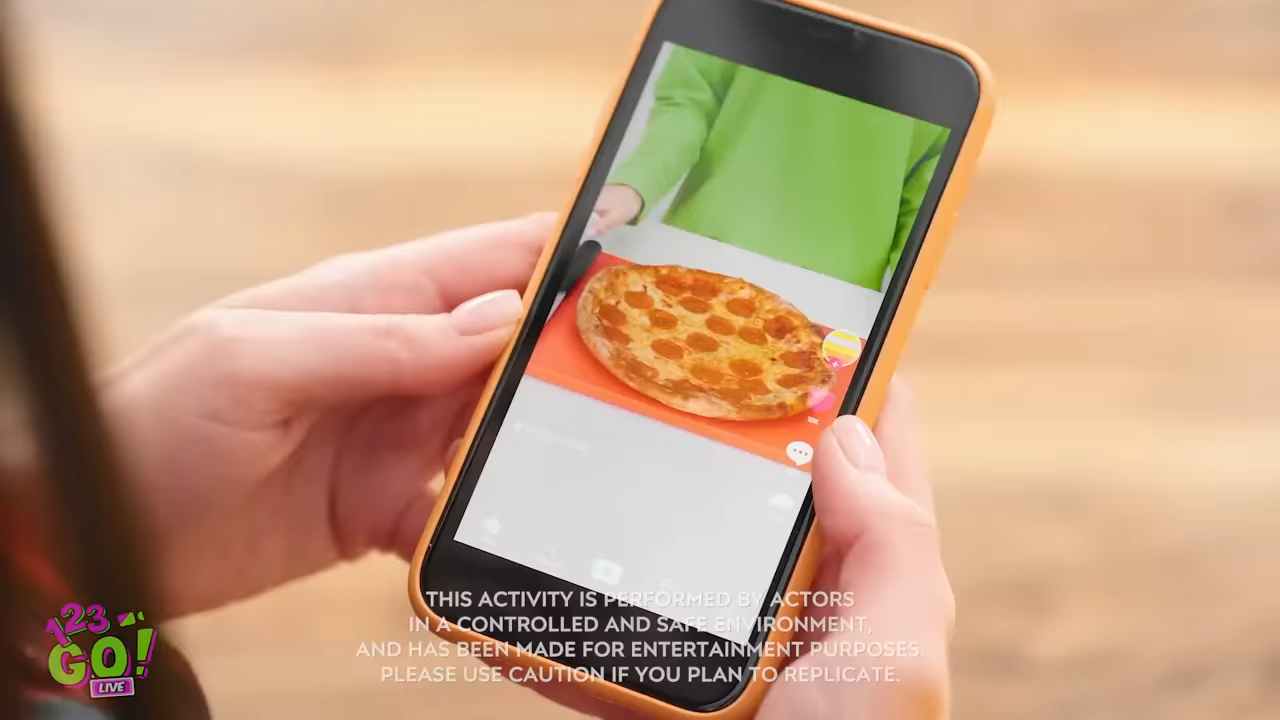 THIS ACTIVITY IS PERFORMED BY ACTORS
IN A CONTROLLED AND SAFE ENVIRONMENT,
AND HAS BEEN MADE FOR ENTERTAINMENT PURPOSES.
PLEASE USE CAUTION IF YOU PLAN TO REPLICATE.
123
GO!
LIVE